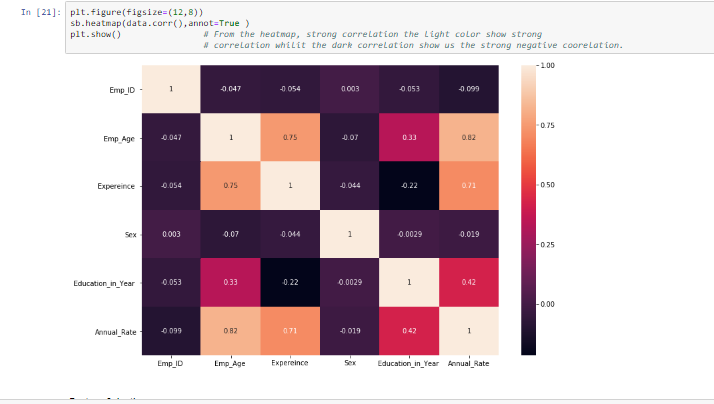 In [21]: plt.figure(figsize=(12,8))
sb.heatmap(data.corr(),annot=True )
plt.show() # From the heatmap, strong correlation the light color show strong
# correlation whilit the dark correlation show us the strong negative coorelation.
1.00
Emp_ID 1 -0.047 -0.054 0.003 -0.053 -0.099
Emp_Age -0.047 1 0.75 -0.07 0.33 0.82
0.75
Expereince -0.054 0.75 1 -0.044 -0.22 0.71
0.50
Sex 0.003 -0.07 -0.044 1 -0.0029 -0.019
0.25
Education_in_Year -0.053 0.33 -0.22 -0.0029 1 0.42
0.00
Annual_Rate -0.099 0.82 0.71 -0.019 0.42 1
Emp_ID Emp_Age Expereince Sex Education_in_Year Annual_Rate